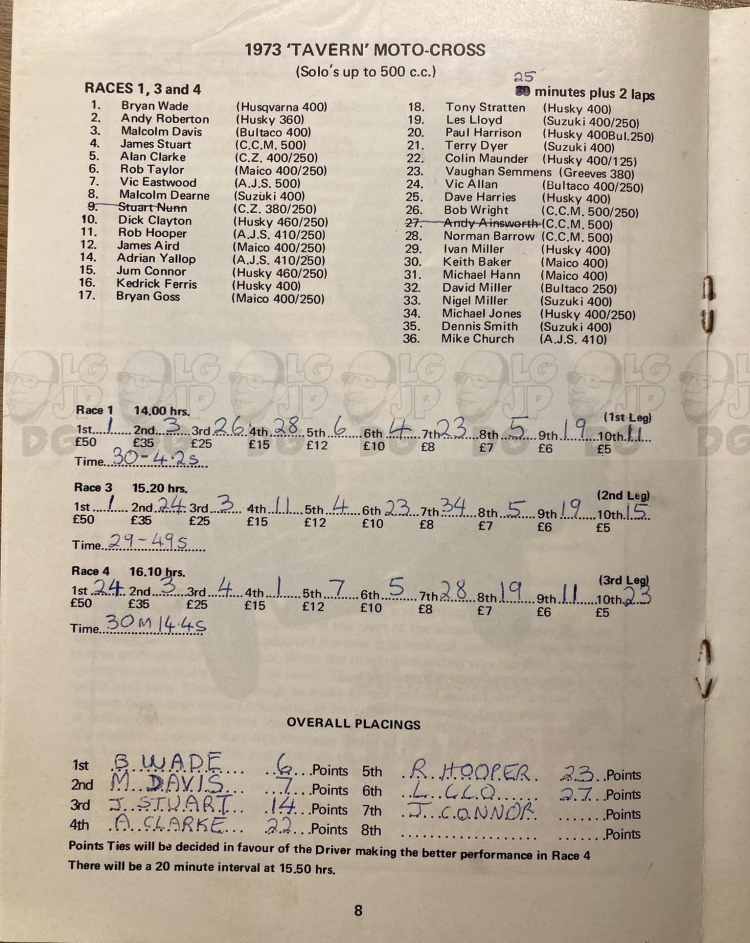 1973 'TAVERN' MOTO-CROSS
(Solo's up to 500 c.c.)
25
RACES 1, 3 and 4
30 minutes plus 2 laps
1. Bryan Wade (Husqvarna 400)
2. Andy Roberton (Husky 360)
3. Malcolm Davis (Bultaco 400)
4. James Stuart (C.C.M. 500)
5. Alan Clarke (C.Z. 400/250)
6. Rob Taylor (Maico 400/250)
7. Vic Eastwood (A.J.S. 500)
8. Malcolm Dearne (Suzuki 400)
9. Stuart Nunn (C.Z. 380/250)
10. Dick Clayton (Husky 460/250)
11. Rob Hooper (A.J.S. 410/250)
12. James Aird (Maico 400/250)
14. Adrian Yallop (A.J.S. 410/250)
15. Jum Connor (Husky 460/250)
16. Kedrick Ferris (Husky 400)
17. Bryan Goss (Maico 400/250)
18. Tony Stratten (Husky 400)
19. Les Lloyd (Suzuki 400/250)
20. Paul Harrison (Husky 400Bul.250)
21. Terry Dyer (Suzuki 400)
22. Colin Maunder (Husky 400/125)
23. Vaughan Semmens (Greeves 380)
24. Vic Allan (Bultaco 400/250)
25. Dave Harries (Husky 400)
26. Bob Wright (C.C.M. 500/250)
27. Andy Ainsworth (C.C.M. 500)
28. Norman Barrow (C.C.M. 500)
29. Ivan Miller (Husky 400)
30. Keith Baker (Maico 400)
31. Michael Hann (Maico 400)
32. David Miller (Bultaco 250)
33. Nigel Miller (Suzuki 400)
34. Michael Jones (Husky 400/250)
35. Dennis Smith (Suzuki 400)
36. Mike Church (A.J.S. 410)
Race 1 14.00 hrs. (1st Leg)
1st 1 2nd 3 3rd 26 4th 28 5th 6 6th 4 7th 23 8th 5 9th 19 10th 11
£50 £35 £25 £15 £12 £10 £8 £7 £6 £5
Time 30-4.2s
Race 3 15.20 hrs. (2nd Leg)
1st 1 2nd 24 3rd 3 4th 11 5th 4 6th 23 7th 34 8th 5 9th 19 10th 15
£50 £35 £25 £15 £12 £10 £8 £7 £6 £5
Time 29-49s
Race 4 16.10 hrs. (3rd Leg)
1st 24 2nd 3 3rd 4 4th 1 5th 7 6th 5 7th 28 8th 19 9th 11 10th 23
£50 £35 £25 £15 £12 £10 £8 £7 £6 £5
Time 30M 14.4s
OVERALL PLACINGS
1st B. WADE 6 Points 5th R. HOOPER 23 Points
2nd M. DAVIS 7 Points 6th L. LLO 27 Points
3rd J. STUART 14 Points 7th J. CONNOR Points
4th A. CLARKE 22 Points 8th Points
Points Ties will be decided in favour of the Driver making the better performance in Race 4
There will be a 20 minute interval at 15.50 hrs.
8
LG JP DG